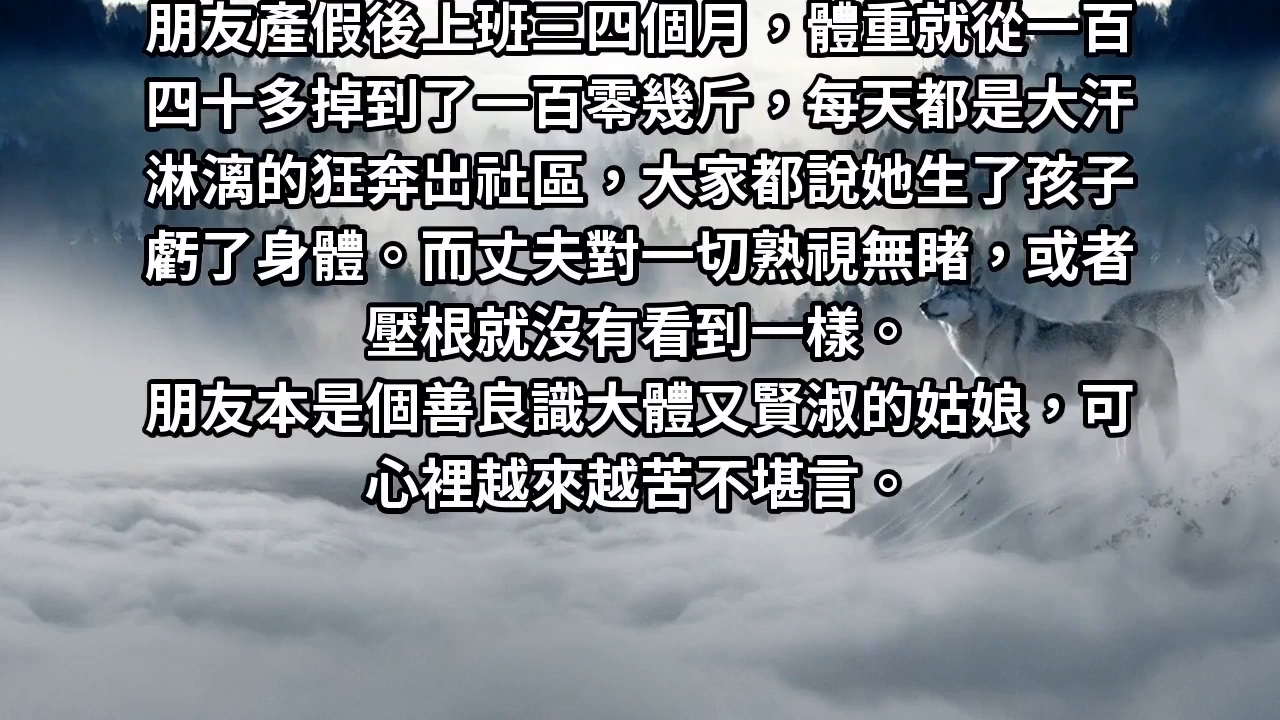 朋友產假後上班三四個月，體重就從一百
四十多掉到了一百零幾斤，每天都是大汗
淋漓的狂奔出社區，大家都說她生了孩子
虧了身體。而丈夫對一切熟視無睹，或者
壓根就沒有看到一樣。
朋友本是個善良識大體又賢淑的姑娘，可
心裡越來越苦不堪言。